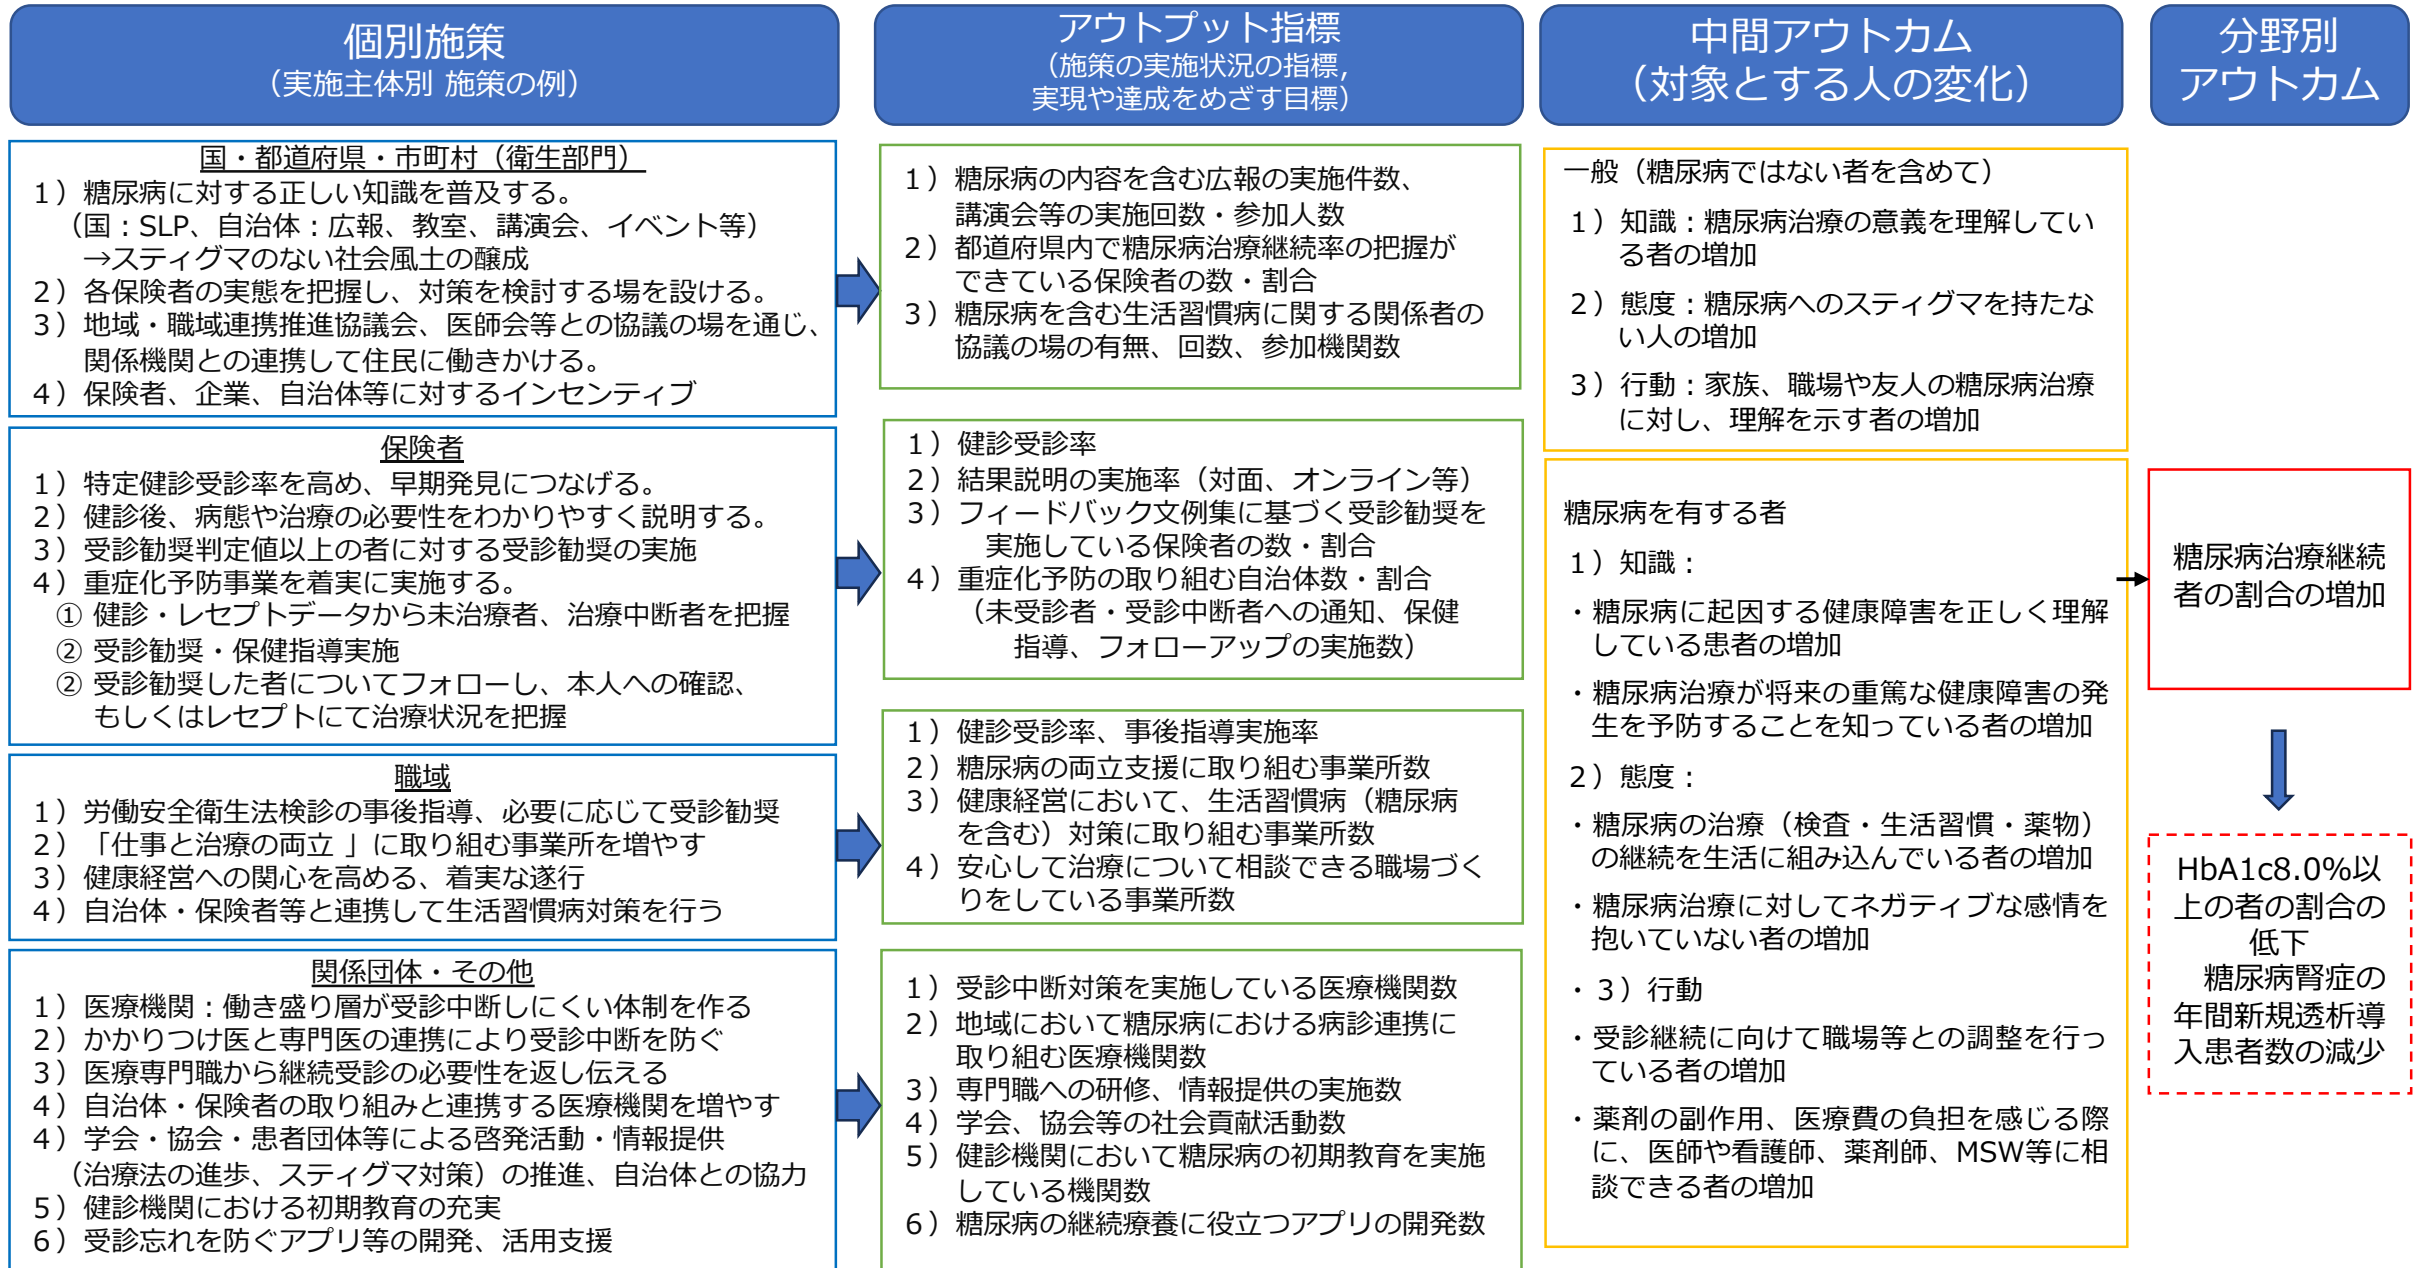 個別施策
（実施主体別 施策の例）
アウトプット指標
（施策の実施状況の指標,
実現や達成をめざす目標）
中間アウトカム
（対象とする人の変化）
分野別
アウトカム
国・都道府県・市町村（衛生部門）
１）糖尿病に対する正しい知識を普及する。
（国：SLP、自治体：広報、教室、講演会、イベント等）
→スティグマのない社会風土の醸成
２）各保険者の実態を把握し、対策を検討する場を設ける。
３）地域・職域連携推進協議会、医師会等との協議の場を通じ、
関係機関との連携して住民に働きかける。
４）保険者、企業、自治体等に対するインセンティブ
保険者
１）特定健診受診率を高め、早期発見につなげる。
２）健診後、病態や治療の必要性をわかりやすく説明する。
３）受診勧奨判定値以上の者に対する受診勧奨の実施
４）重症化予防事業を着実に実施する。
① 健診・レセプトデータから未治療者、治療中断者を把握
② 受診勧奨・保健指導実施
② 受診勧奨した者についてフォローし、本人への確認、
もしくはレセプトにて治療状況を把握
職域
１）労働安全衛生法検診の事後指導、必要に応じて受診勧奨
２）「仕事と治療の両立 」に取り組む事業所を増やす
３）健康経営への関心を高める、着実な遂行
４）自治体・保険者等と連携して生活習慣病対策を行う
関係団体・その他
１）医療機関：働き盛り層が受診中断しにくい体制を作る
２）かかりつけ医と専門医の連携により受診中断を防ぐ
３）医療専門職から継続受診の必要性を返し伝える
４）自治体・保険者の取り組みと連携する医療機関を増やす
４）学会・協会・患者団体等による啓発活動・情報提供
（治療法の進歩、スティグマ対策）の推進、自治体との協力
５）健診機関における初期教育の充実
６）受診忘れを防ぐアプリ等の開発、活用支援
１）糖尿病の内容を含む広報の実施件数、
講演会等の実施回数・参加人数
２）都道府県内で糖尿病治療継続率の把握が
できている保険者の数・割合
３）糖尿病を含む生活習慣病に関する関係者の
協議の場の有無、回数、参加機関数
１）健診受診率
２）結果説明の実施率（対面、オンライン等）
３）フィードバック文例集に基づく受診勧奨を
実施している保険者の数・割合
４）重症化予防の取り組む自治体数・割合
（未受診者・受診中断者への通知、保健
指導、フォローアップの実施数）
１）健診受診率、事後指導実施率
２）糖尿病の両立支援に取り組む事業所数
３）健康経営において、生活習慣病（糖尿病
を含む）対策に取り組む事業所数
４）安心して治療について相談できる職場づく
りをしている事業所数
１）受診中断対策を実施している医療機関数
２）地域において糖尿病における病診連携に
取り組む医療機関数
３）専門職への研修、情報提供の実施数
４）学会、協会等の社会貢献活動数
５）健診機関において糖尿病の初期教育を実施
している機関数
６）糖尿病の継続療養に役立つアプリの開発数
一般（糖尿病ではない者を含めて）
１）知識：糖尿病治療の意義を理解してい
る者の増加
２）態度：糖尿病へのスティグマを持たな
い人の増加
３）行動：家族、職場や友人の糖尿病治療
に対し、理解を示す者の増加
糖尿病を有する者
１）知識：
・糖尿病に起因する健康障害を正しく理解
している患者の増加
・糖尿病治療が将来の重篤な健康障害の発
生を予防することを知っている者の増加
２）態度：
・糖尿病の治療（検査・生活習慣・薬物）
の継続を生活に組み込んでいる者の増加
・糖尿病治療に対してネガティブな感情を
抱いていない者の増加
・３）行動
・受診継続に向けて職場等との調整を行っ
ている者の増加
・薬剤の副作用、医療費の負担を感じる際
に、医師や看護師、薬剤師、MSW等に相
談できる者の増加
糖尿病治療継続
者の割合の増加
HbA1c8.0%以
上の者の割合の
低下
糖尿病腎症の
年間新規透析導
入患者数の減少